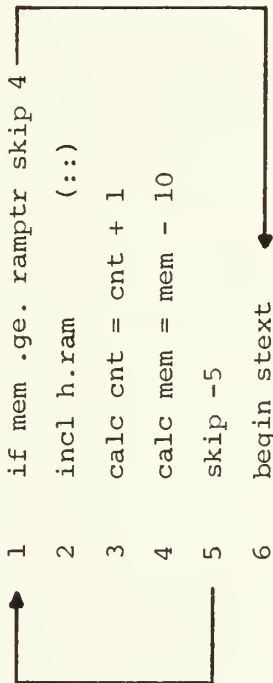 1 if mem .ge. ramptr skip 4
2 incl h.ram (::)
3 calc cnt = cnt + 1
4 calc mem = mem - 10
5 skip -5
6 begin stext